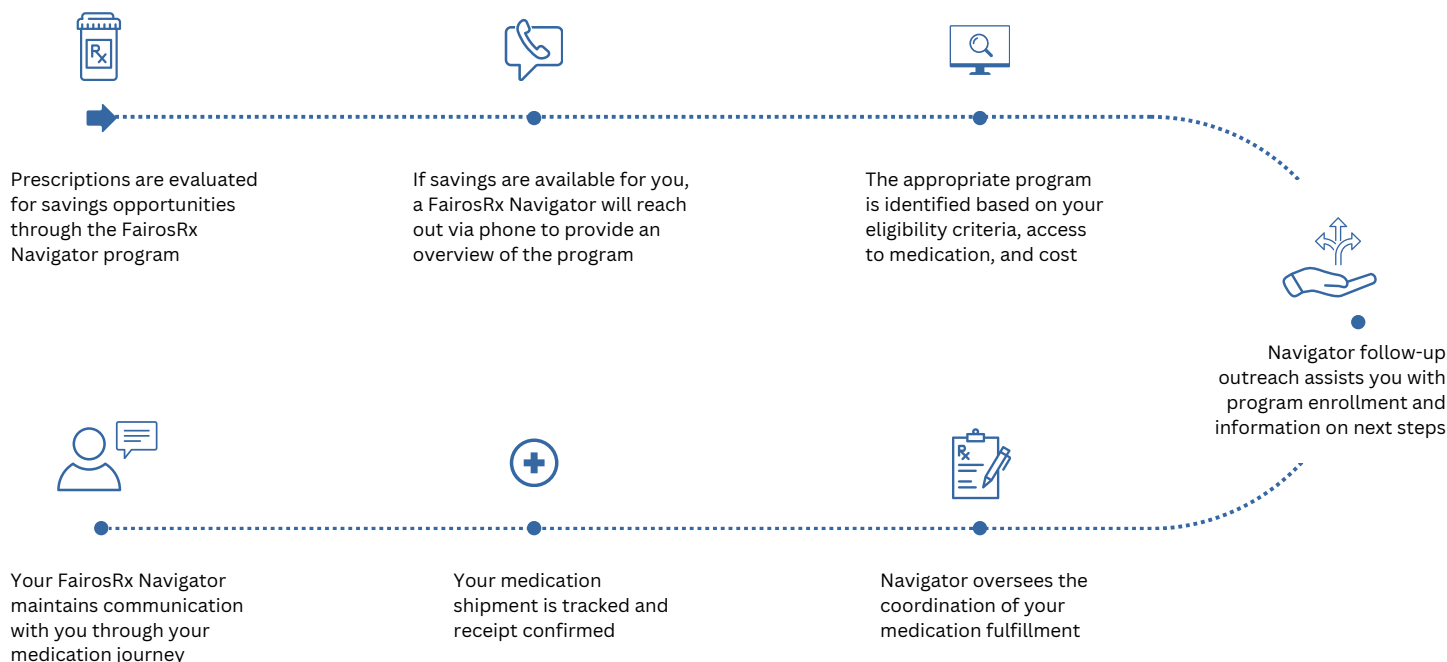 Rx
Prescriptions are evaluated
for savings opportunities
through the FairosRx
Navigator program
If savings are available for you,
a FairosRx Navigator will reach
out via phone to provide an
overview of the program
The appropriate program
is identified based on your
eligibility criteria, access
to medication, and cost
Navigator follow-up
outreach assists you with
program enrollment and
information on next steps
Rx
Navigator oversees the
coordination of your
medication fulfillment
Your medication
shipment is tracked and
receipt confirmed
Your FairosRx Navigator
maintains communication
with you through your
medication journey